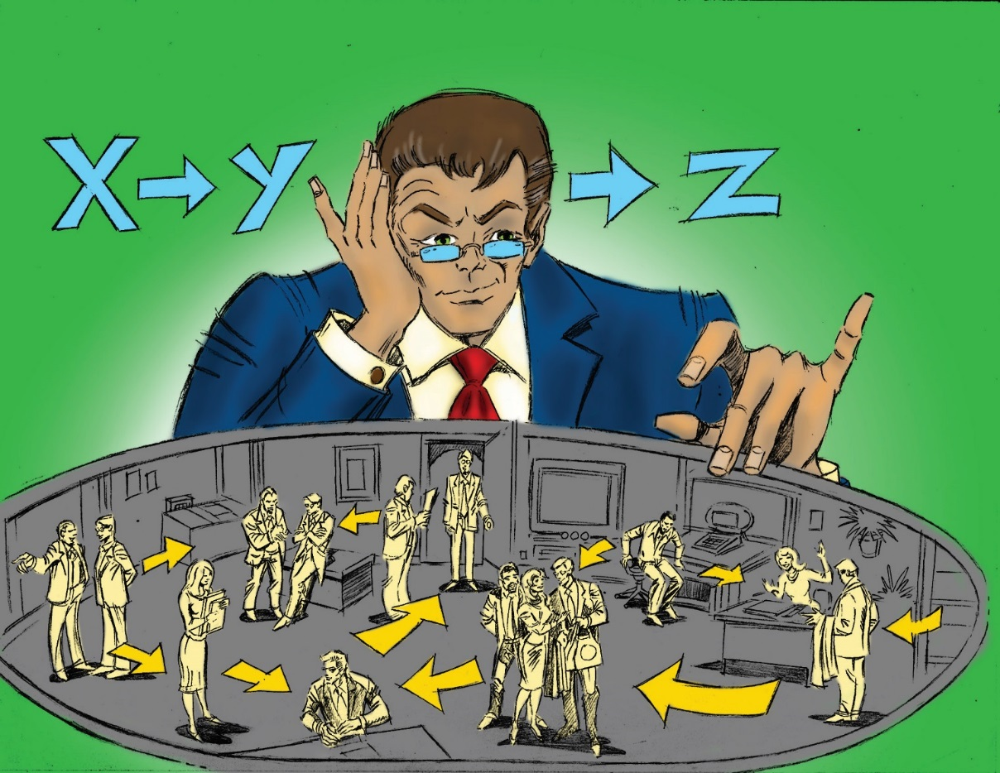 X → Y → Z